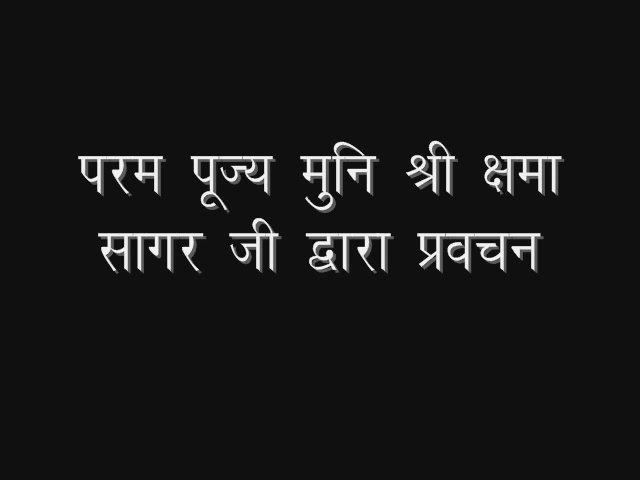 परम पूज्य मुनि श्री क्षमा
सागर जी द्वारा प्रवचन